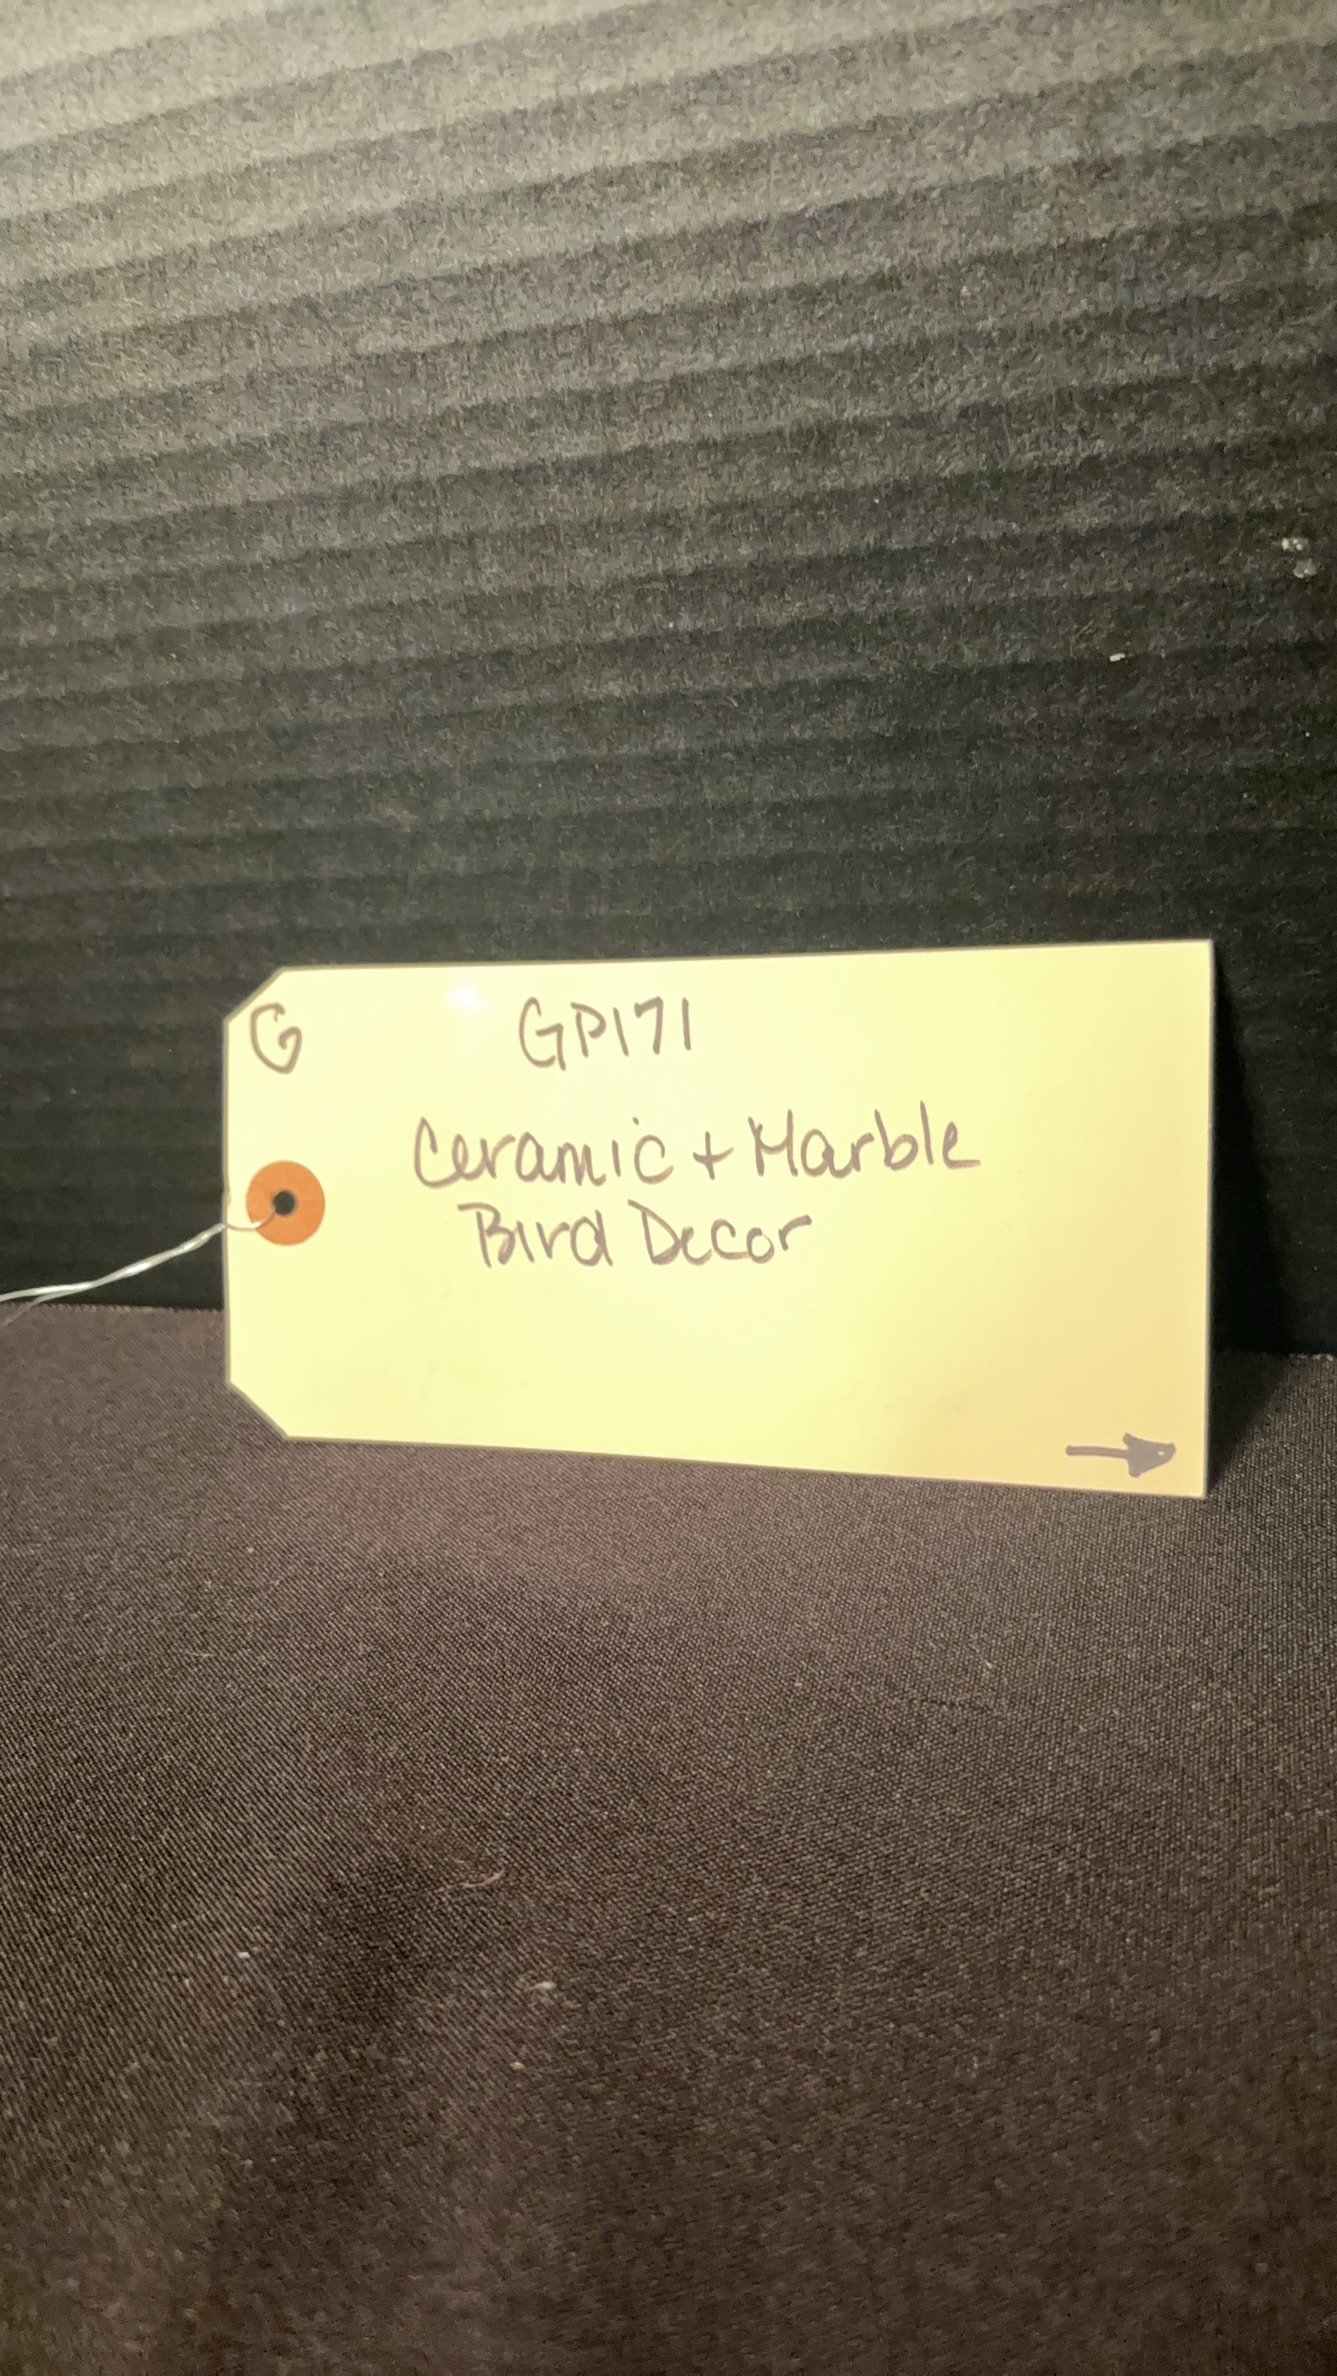 G
GP171
Ceramic + Marble
Bird Decor